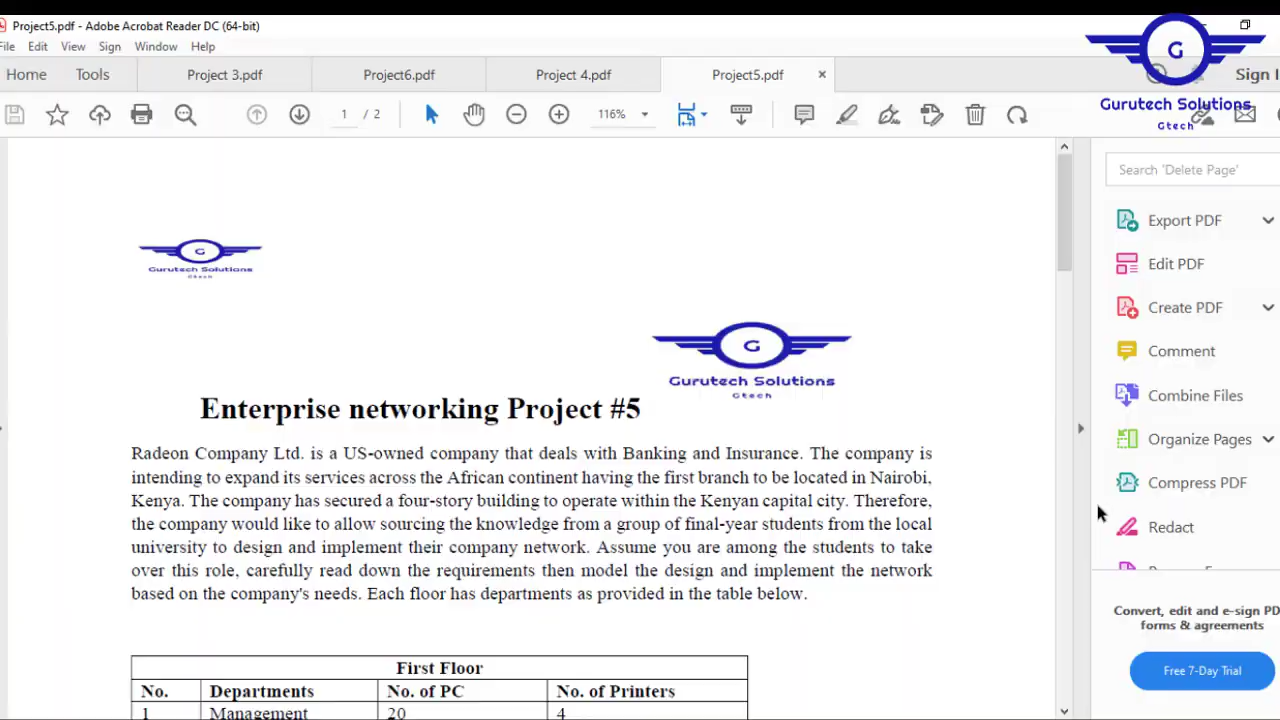 Project5.pdf - Adobe Acrobat Reader DC (64-bit)
File Edit View Sign Window Help
Home Tools Project 3.pdf Project6.pdf Project 4.pdf Project5.pdf × Sign I
1 / 2 116%
G
Gurutech Solutions
Gtech
Search 'Delete Page'
Export PDF
Edit PDF
Create PDF
Comment
Combine Files
Organize Pages
Compress PDF
Redact
Convert, edit and e-sign PD
forms & agreements
Free 7-Day Trial
G
Gurutech Solutions
Gtech
G
Gurutech Solutions
Gtech
Enterprise networking Project #5
Radeon Company Ltd. is a US-owned company that deals with Banking and Insurance. The company is
intending to expand its services across the African continent having the first branch to be located in Nairobi,
Kenya. The company has secured a four-story building to operate within the Kenyan capital city. Therefore,
the company would like to allow sourcing the knowledge from a group of final-year students from the local
university to design and implement their company network. Assume you are among the students to take
over this role, carefully read down the requirements then model the design and implement the network
based on the company's needs. Each floor has departments as provided in the table below.
First Floor
No. Departments No. of PC No. of Printers
1 Management 20 4